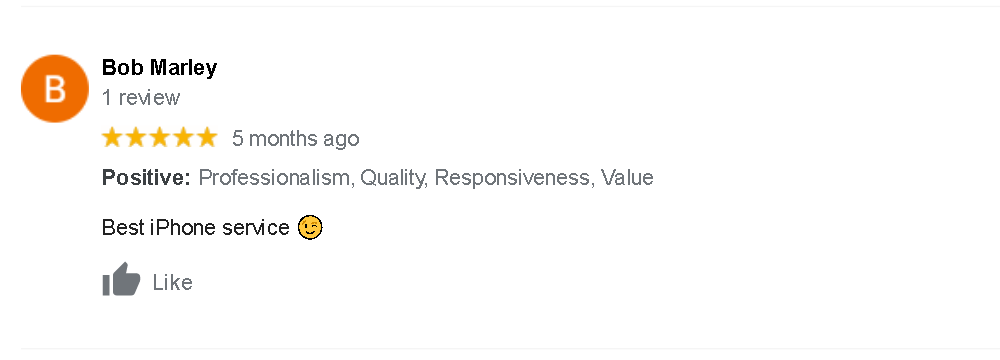 B
Bob Marley
1 review
5 months ago
Positive: Professionalism, Quality, Responsiveness, Value
Best iPhone service 😉
Like